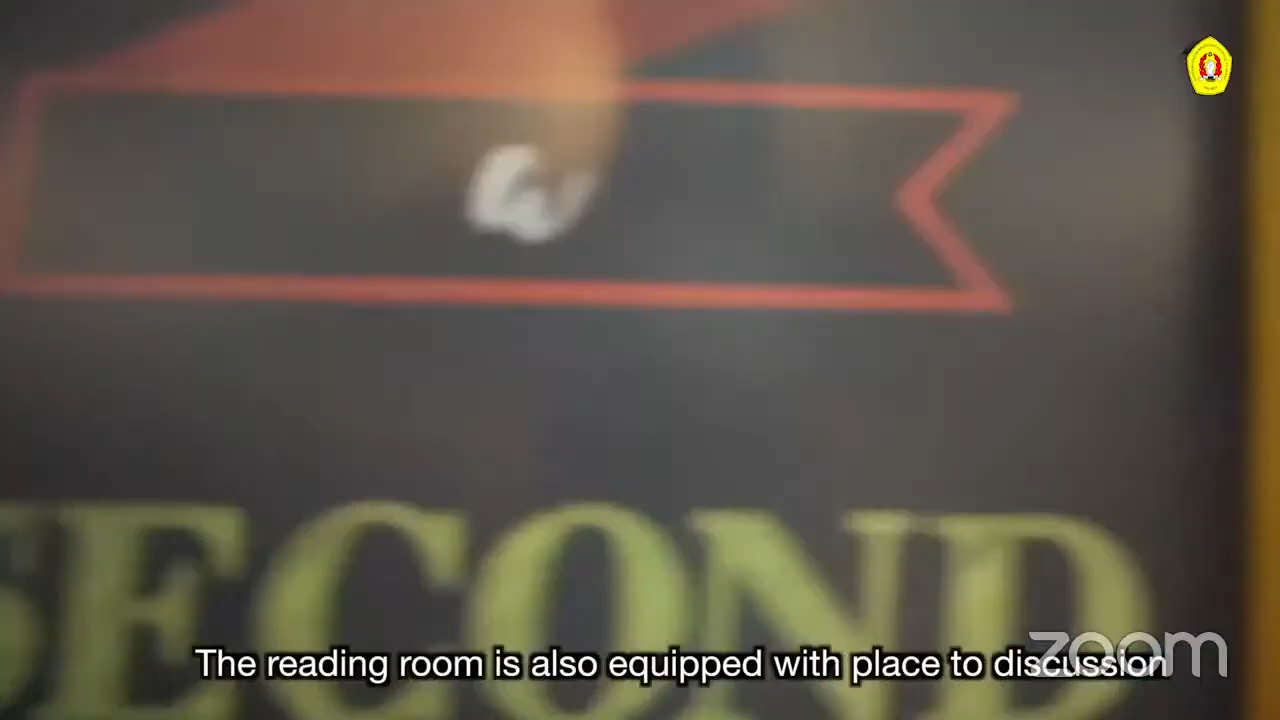 SECOND
The reading room is also equipped with place to discussion
zoom